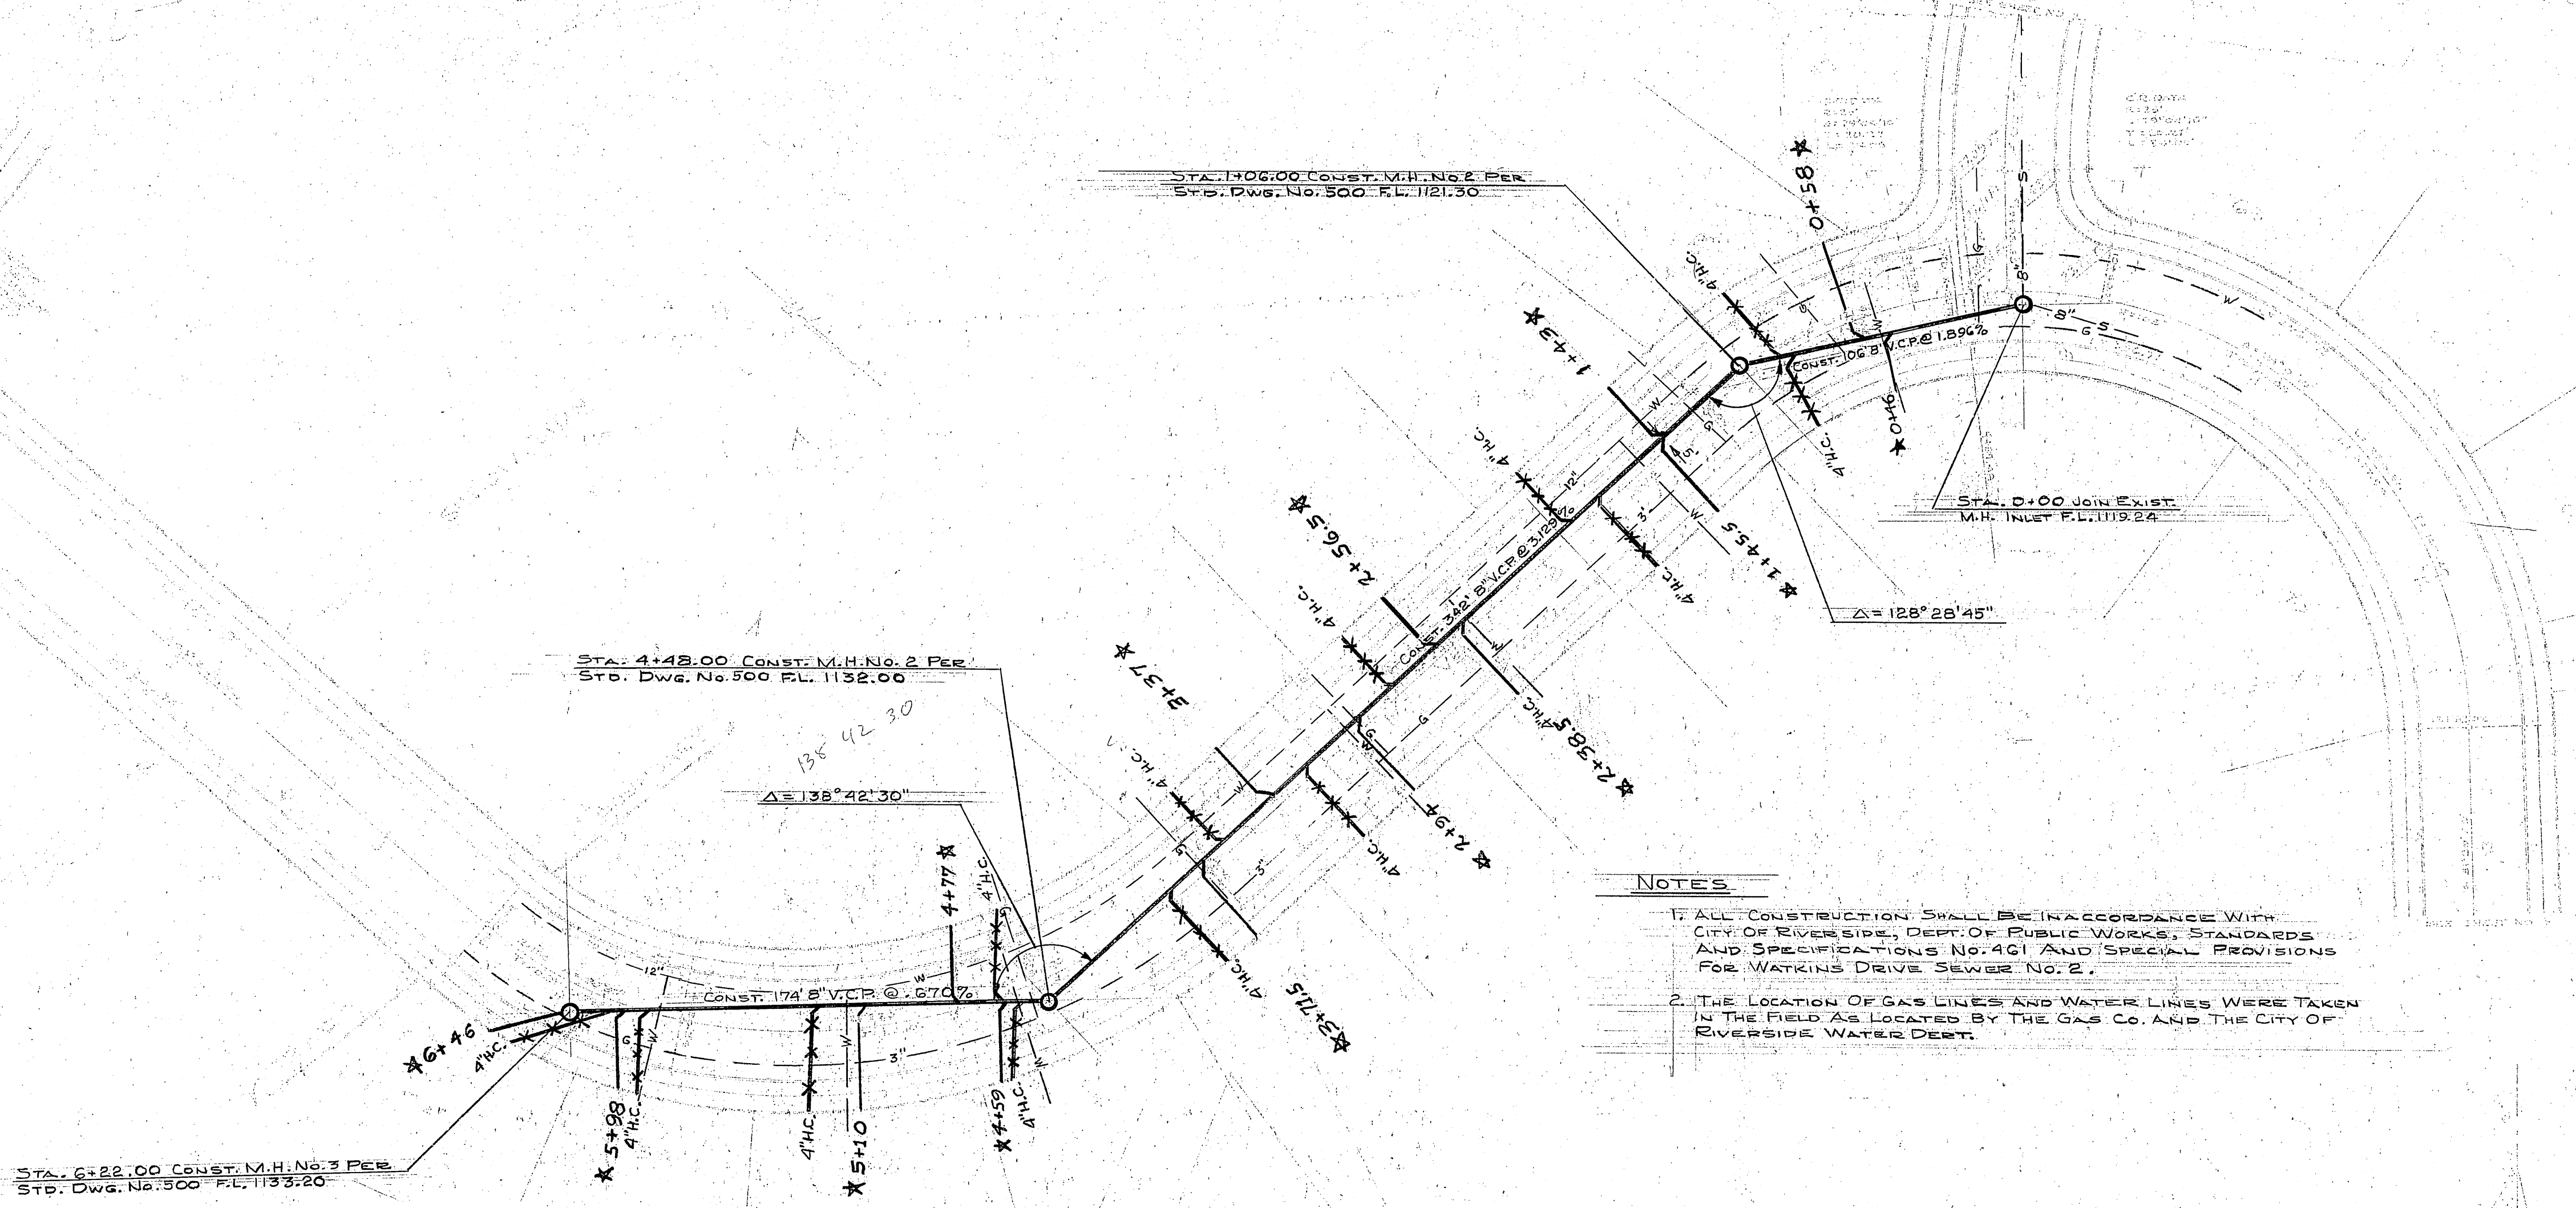 STA. 1+06.00 CONST. M.H. NO. 2 PER
STD. DWG. NO. 500 F.L. 1121.30
0+58 ☆
4" H.C.
S
W
G
S
8"
8"
S
G
W
CONST. 106' 8" V.C.P. @ 1.896%
1+43 ☆
☆ 0+46
4" H.C.
STA. 0+00 JOIN EXIST.
M.H. INLET F.L. 1119.24
Δ = 128° 28' 45"
4" H.C.
W
G
12"
4.5'
3"
W
☆ 1+45.5
4" H.C.
2+56.5 ☆
4" H.C.
CONST. 342' 8" V.C.P. @ 3.129%
W
4" H.C.
☆ 2+38.5
G
G
W
☆ 2+94
4" H.C.
3+37 ☆
4" H.C.
W
G
3"
4" H.C.
☆ 3+71.5
STA. 4+48.00 CONST. M.H. NO. 2 PER
STD. DWG. NO. 500 F.L. 1132.00
138 42 30
Δ = 138° 42' 30"
4+77 ☆
4" H.C.
G
W
12"
CONST. 174' 8" V.C.P. @ .670%
☆ 6+46
4" H.C.
G
W
W
3"
W
☆ 5+98
4" H.C.
4" H.C.
☆ 5+10
☆ 4+59
4" H.C.
STA. 6+22.00 CONST. M.H. NO. 3 PER
STD. DWG. NO. 500 F.L. 1133.20
NOTES
1. ALL CONSTRUCTION SHALL BE IN ACCORDANCE WITH
CITY OF RIVERSIDE, DEPT. OF PUBLIC WORKS, STANDARDS
AND SPECIFICATIONS NO. 461 AND SPECIAL PROVISIONS
FOR WATKINS DRIVE SEWER NO. 2.
2. THE LOCATION OF GAS LINES AND WATER LINES WERE TAKEN
IN THE FIELD AS LOCATED BY THE GAS CO. AND THE CITY OF
RIVERSIDE WATER DEPT.